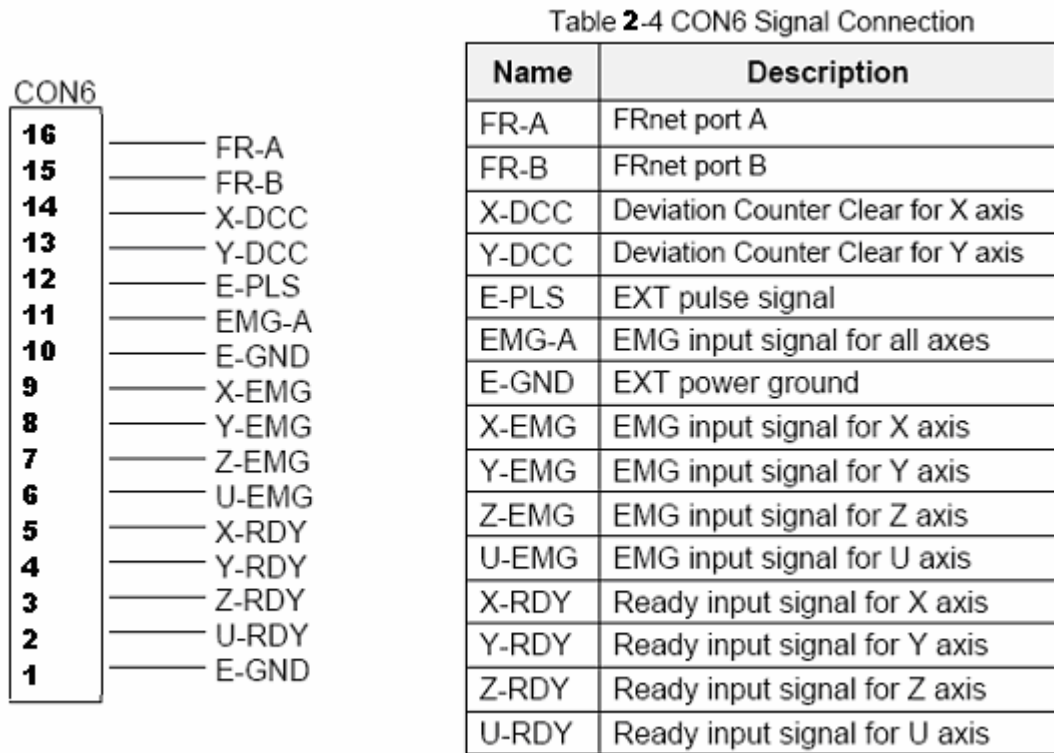 Table 2-4 CON6 Signal Connection
CON6
16 FR-A
15 FR-B
14 X-DCC
13 Y-DCC
12 E-PLS
11 EMG-A
10 E-GND
9 X-EMG
8 Y-EMG
7 Z-EMG
6 U-EMG
5 X-RDY
4 Y-RDY
3 Z-RDY
2 U-RDY
1 E-GND
Name Description
FR-A FRnet port A
FR-B FRnet port B
X-DCC Deviation Counter Clear for X axis
Y-DCC Deviation Counter Clear for Y axis
E-PLS EXT pulse signal
EMG-A EMG input signal for all axes
E-GND EXT power ground
X-EMG EMG input signal for X axis
Y-EMG EMG input signal for Y axis
Z-EMG EMG input signal for Z axis
U-EMG EMG input signal for U axis
X-RDY Ready input signal for X axis
Y-RDY Ready input signal for Y axis
Z-RDY Ready input signal for Z axis
U-RDY Ready input signal for U axis